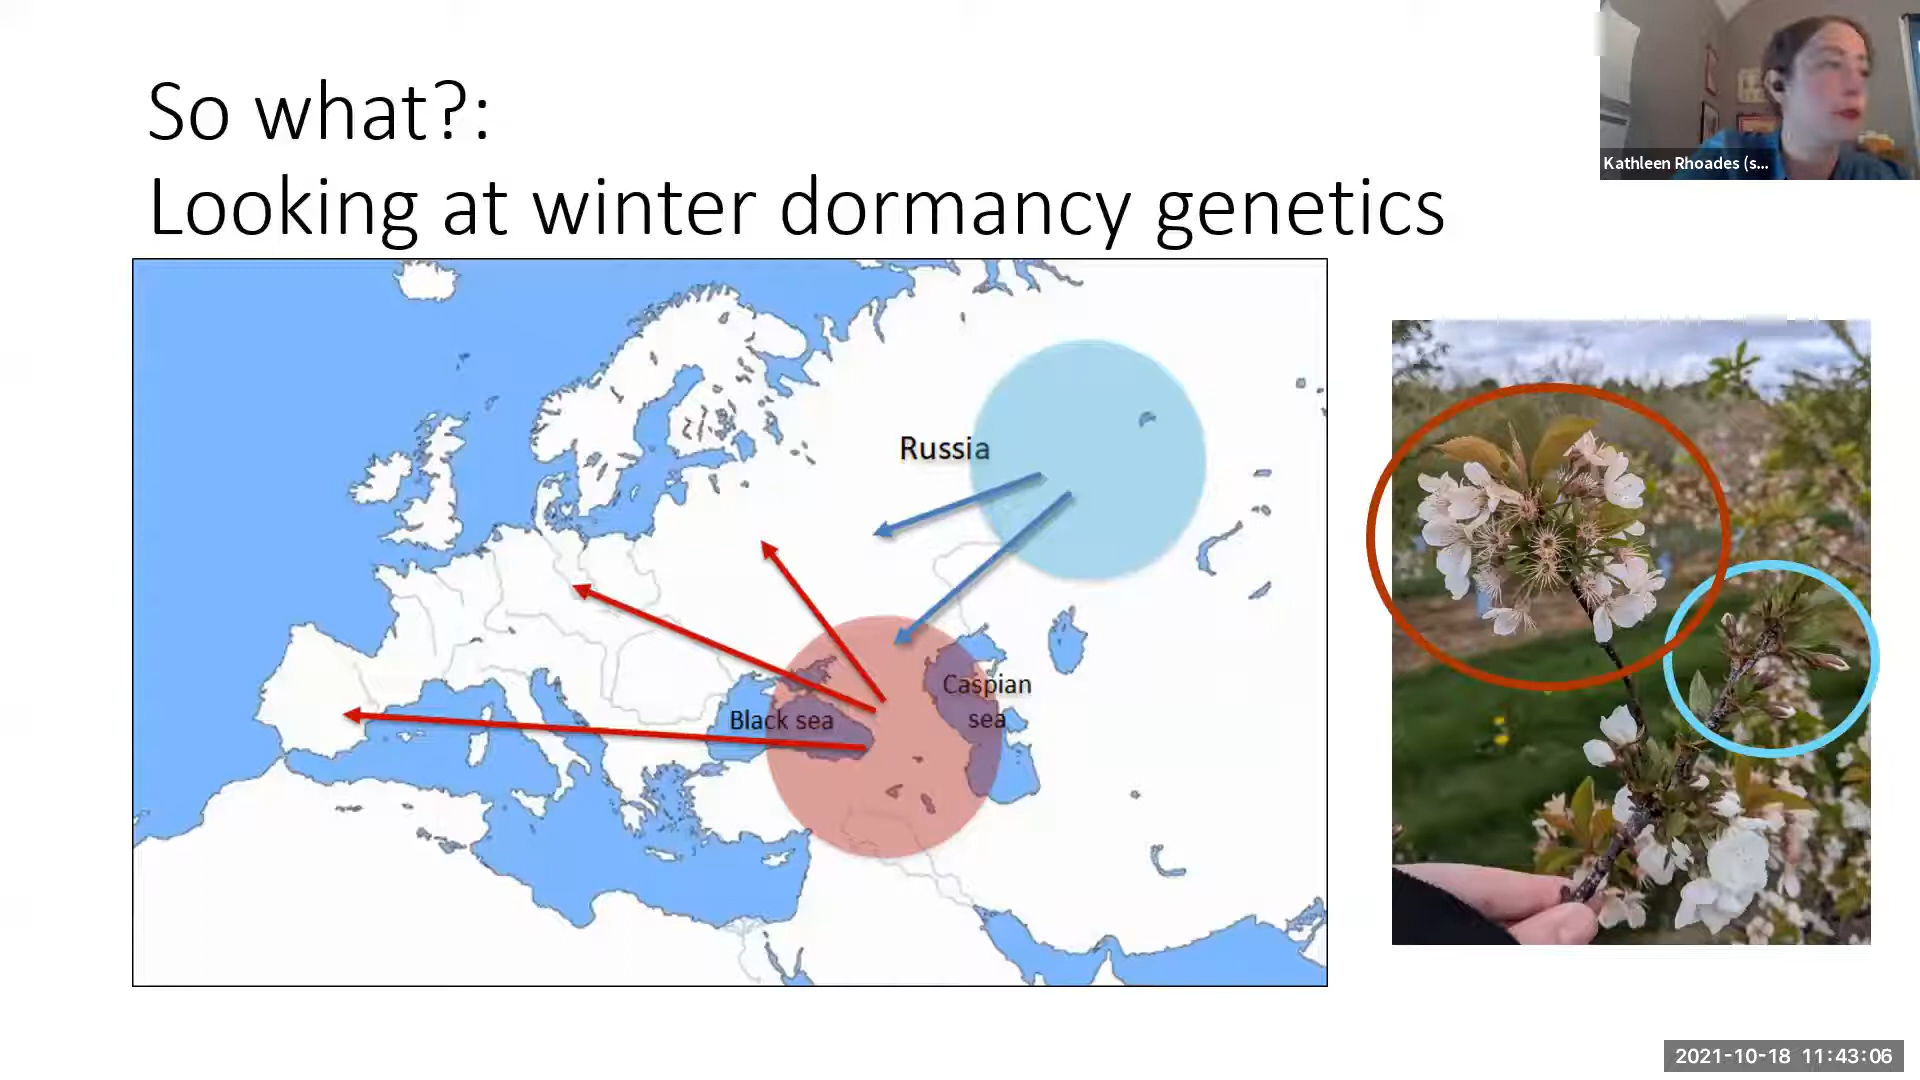 So what?:
Looking at winter dormancy genetics
Kathleen Rhoades (s...
Russia
Caspian
sea
Black sea
2021-10-18 11:43:06